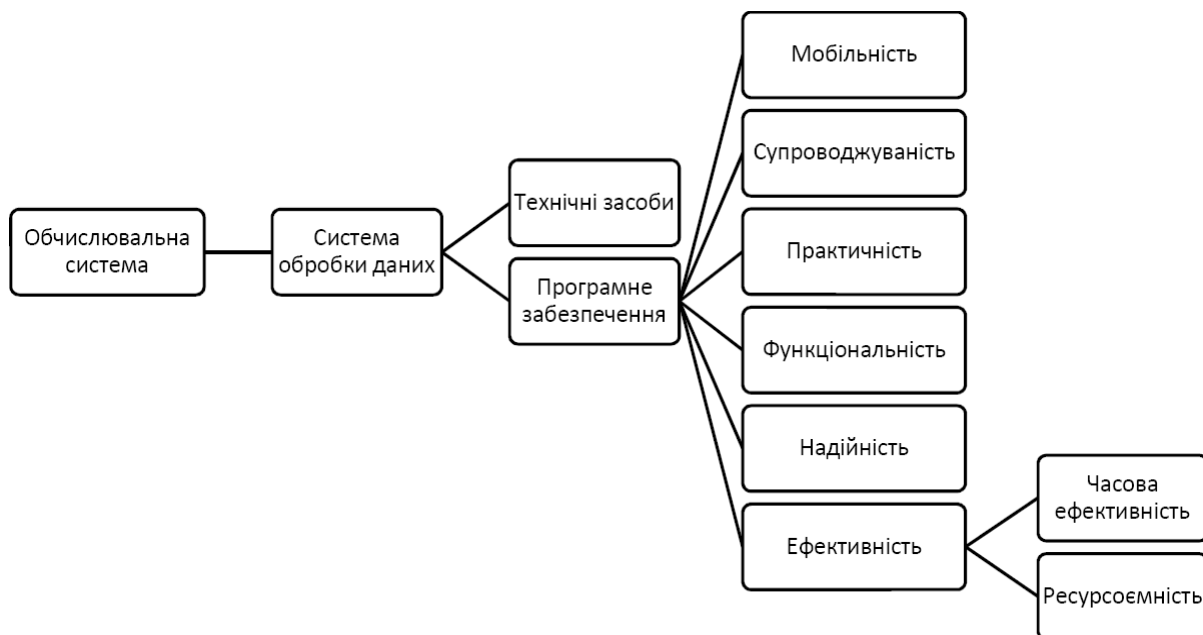 Обчислювальна
система
Система
обробки даних
Технічні засоби
Програмне
забезпечення
Мобільність
Супроводжуваність
Практичність
Функціональність
Надійність
Ефективність
Часова
ефективність
Ресурсоємність